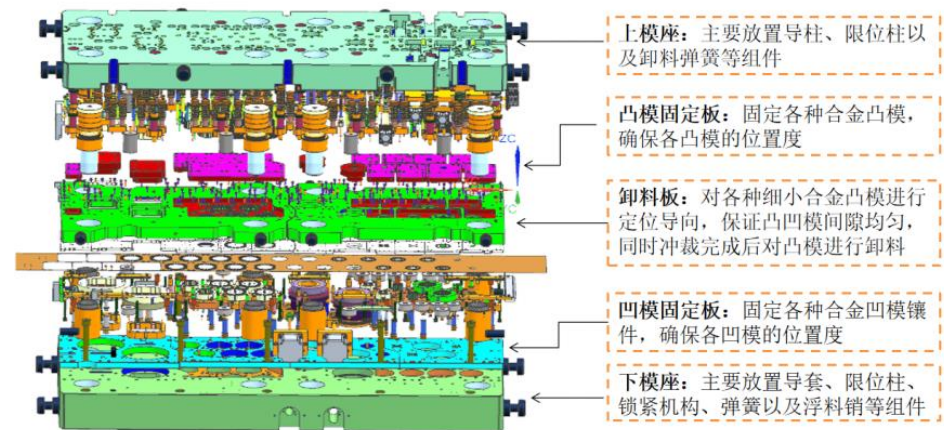 上模座：主要放置导柱、限位柱以
及卸料弹簧等组件
凸模固定板：固定各种合金凸模，
确保各凸模的位置度
ZC
卸料板：对各种细小合金凸模进行
定位导向，保证凸凹模间隙均匀，
同时冲裁完成后对凸模进行卸料
凹模固定板：固定各种合金凹模镶
件，确保各凹模的位置度
下模座：主要放置导套、限位柱、
锁紧机构、弹簧以及浮料销等组件